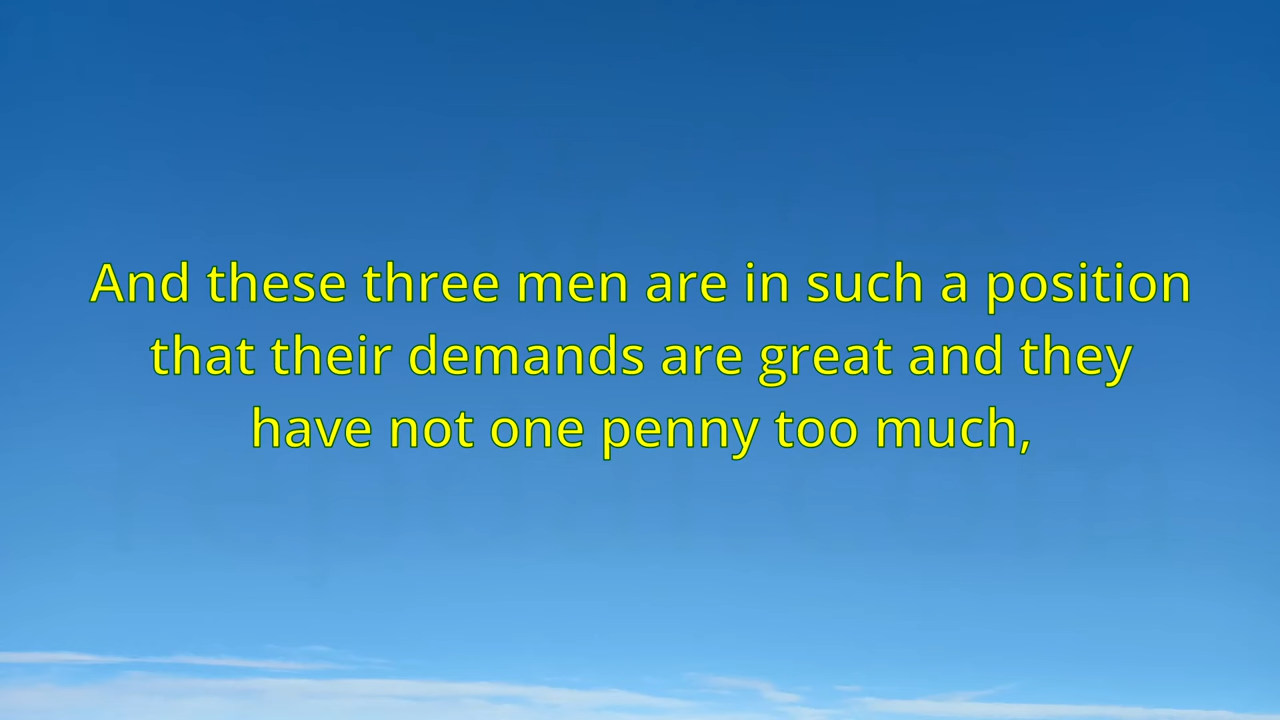 And these three men are in such a position
that their demands are great and they
have not one penny too much,